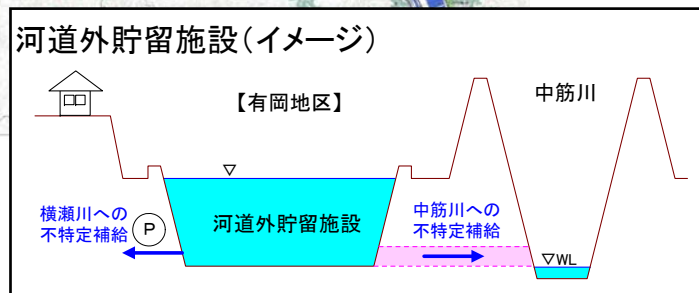 河道外貯留施設（イメージ）
【有岡地区】
中筋川
▽
横瀬川への
不特定補給
P
河道外貯留施設
中筋川への
不特定補給
▽WL